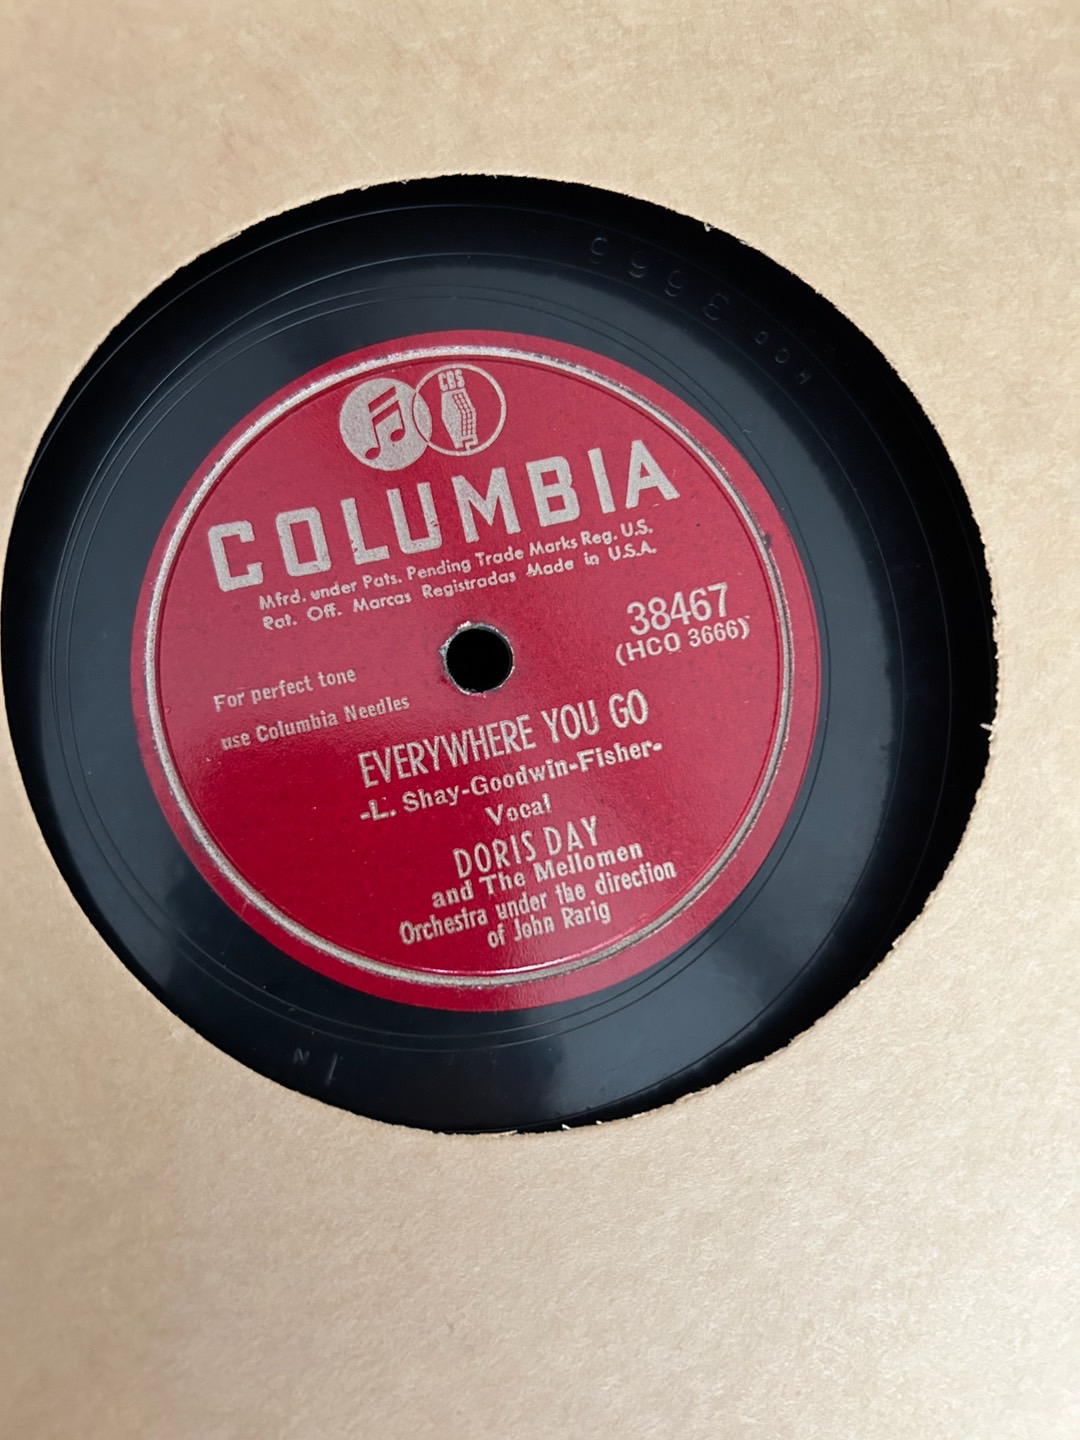 CBS
COLUMBIA
Mfrd. under Pats. Pending Trade Marks Reg. U.S.
Pat. Off. Marcas Registradas Made in U.S.A.
38467
(HCO 3666)
For perfect tone
use Columbia Needles
EVERYWHERE YOU GO
-L. Shay-Goodwin-Fisher-
Vocal
DORIS DAY
and The Mellomen
Orchestra under the direction
of John Rarig